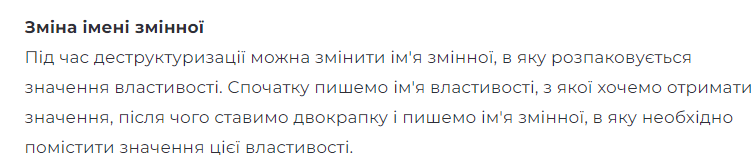 Зміна імені змінної
Під час деструктуризації можна змінити ім'я змінної, в яку розпаковується
значення властивості. Спочатку пишемо ім'я властивості, з якої хочемо отримати
значення, після чого ставимо двокрапку і пишемо ім'я змінної, в яку необхідно
помістити значення цієї властивості.